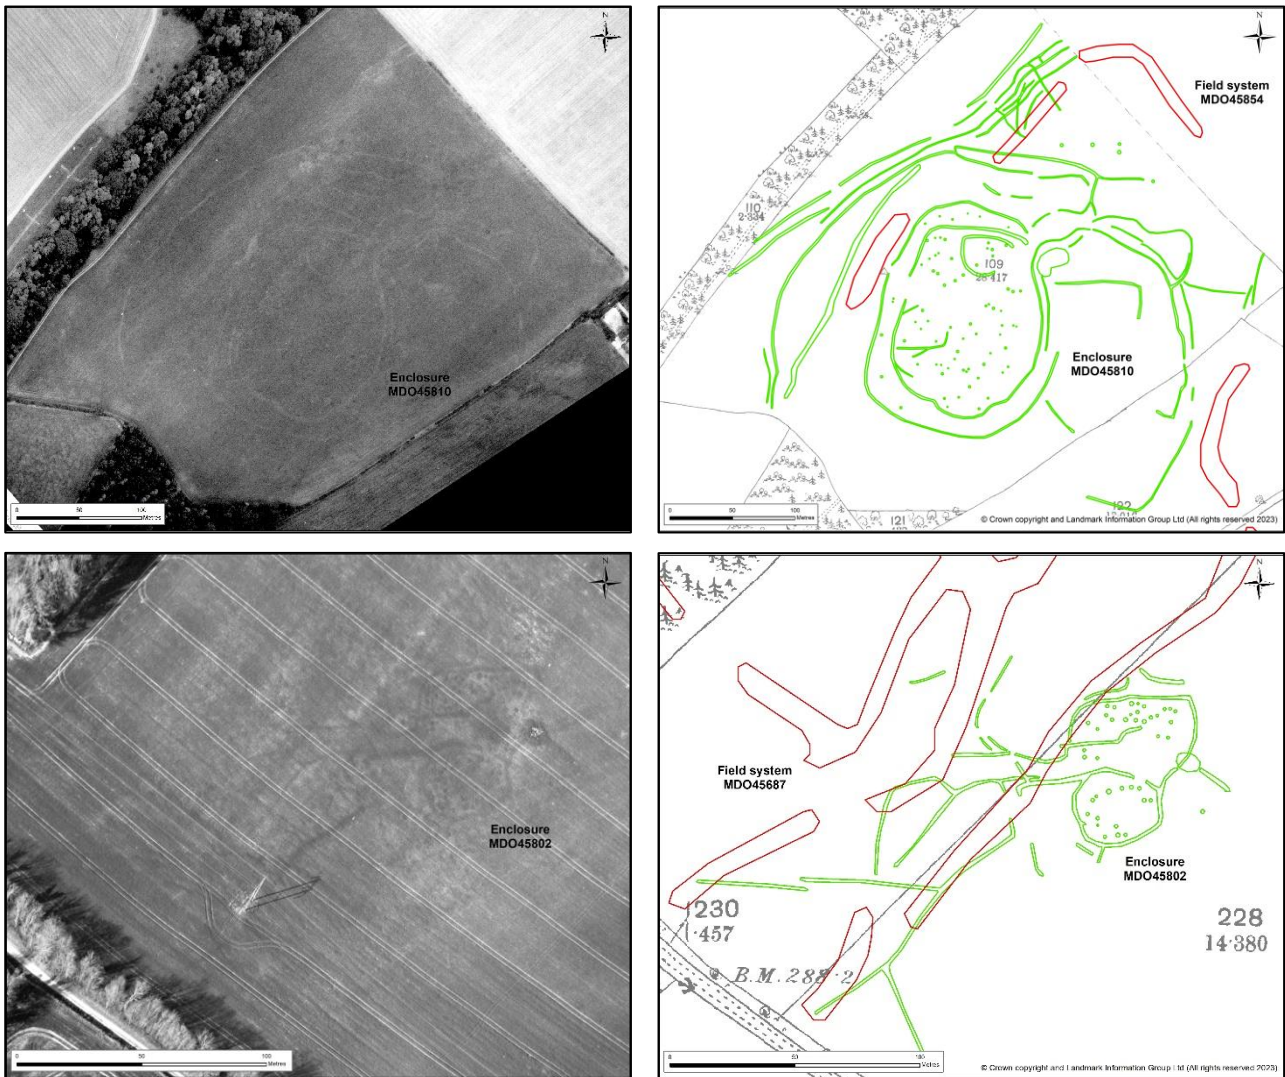 N
Enclosure
MDO45810
0 50 100
Metres
N
Field system
MDO45854
110
2·334
109
Enclosure
MDO45810
121
122
0 50 100
Metres
© Crown copyright and Landmark Information Group Ltd (All rights reserved 2023)
N
Enclosure
MDO45802
0 50 100
Metres
N
Field system
MDO45687
Enclosure
MDO45802
230
·457
228
14·380
B.M. 288·2
0 50 100
Metres
© Crown copyright and Landmark Information Group Ltd (All rights reserved 2023)